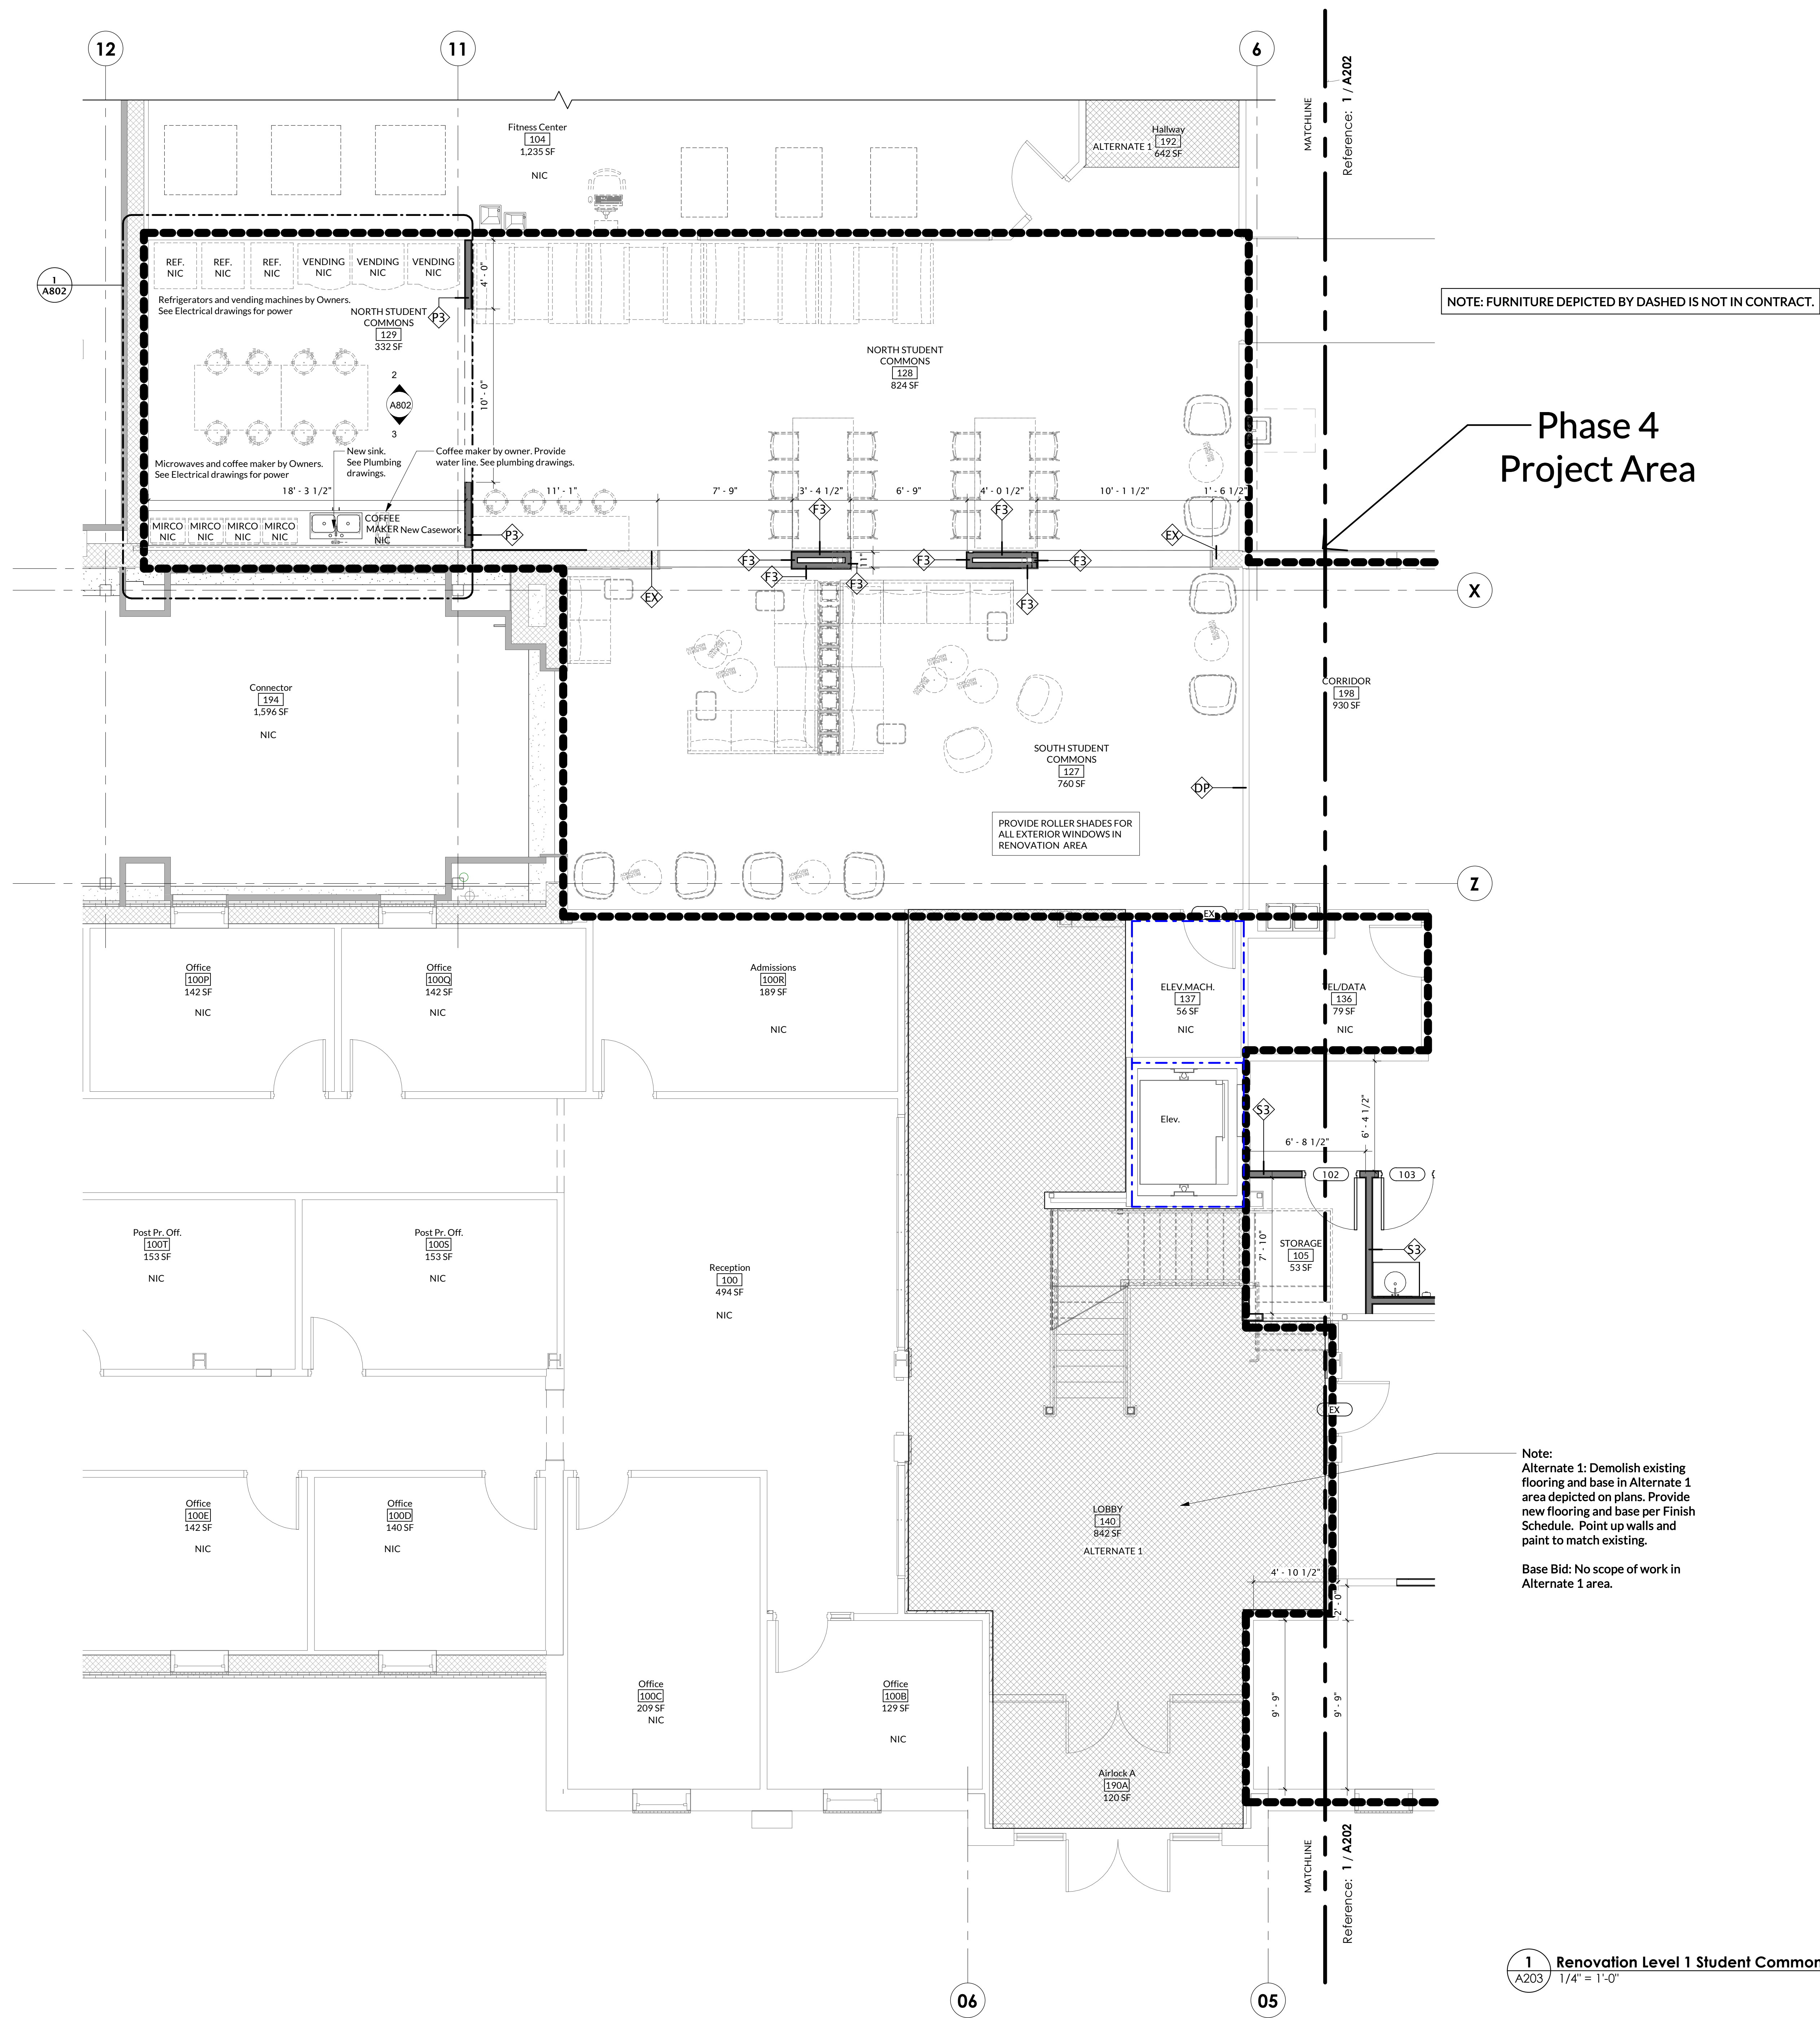 12
11
6
MATCHLINE
Reference: 1 / A202
Fitness Center
104
1,235 SF
NIC
Hallway
192
642 SF
ALTERNATE 1
1
A802
REF.
NIC
REF.
NIC
REF.
NIC
VENDING
NIC
VENDING
NIC
VENDING
NIC
4' - 0"
Refrigerators and vending machines by Owners.
See Electrical drawings for power
NORTH STUDENT
COMMONS
129
332 SF
P3
NOTE: FURNITURE DEPICTED BY DASHED IS NOT IN CONTRACT.
NORTH STUDENT
COMMONS
128
824 SF
2
A802
3
10' - 0"
Phase 4
Project Area
Microwaves and coffee maker by Owners.
See Electrical drawings for power
New sink.
See Plumbing
drawings.
Coffee maker by owner. Provide
water line. See plumbing drawings.
18' - 3 1/2"
11' - 1"
7' - 9"
3' - 4 1/2"
6' - 9"
4' - 0 1/2"
10' - 1 1/2"
1' - 6 1/2"
MIRCO
NIC
MIRCO
NIC
MIRCO
NIC
MIRCO
NIC
COFFEE
MAKER
NIC
New Casework
P3
F3
F3
EX
F3
F3
F3
11"
F3
F3
F3
EX
X
Connector
194
1,596 SF
NIC
CORRIDOR
198
930 SF
SOUTH STUDENT
COMMONS
127
760 SF
DP
PROVIDE ROLLER SHADES FOR
ALL EXTERIOR WINDOWS IN
RENOVATION AREA
Z
EX
Office
100P
142 SF
NIC
Office
100Q
142 SF
NIC
Admissions
100R
189 SF
NIC
ELEV.MACH.
137
56 SF
NIC
TEL/DATA
136
79 SF
NIC
Elev.
S3
6' - 8 1/2"
6' - 4 1/2"
102
103
Post Pr. Off.
100T
153 SF
NIC
Post Pr. Off.
100S
153 SF
NIC
Reception
100
494 SF
NIC
7' - 10"
STORAGE
105
53 SF
S3
EX
Office
100E
142 SF
NIC
Office
100D
140 SF
NIC
LOBBY
140
842 SF
ALTERNATE 1
Note:
Alternate 1: Demolish existing
flooring and base in Alternate 1
area depicted on plans. Provide
new flooring and base per Finish
Schedule. Point up walls and
paint to match existing.
Base Bid: No scope of work in
Alternate 1 area.
4' - 10 1/2"
2' - 0"
Office
100C
209 SF
NIC
Office
100B
129 SF
NIC
9' - 9"
9' - 9"
Airlock A
190A
120 SF
MATCHLINE
Reference: 1 / A202
06
05
1
A203
Renovation Level 1 Student Common
1/4" = 1'-0"